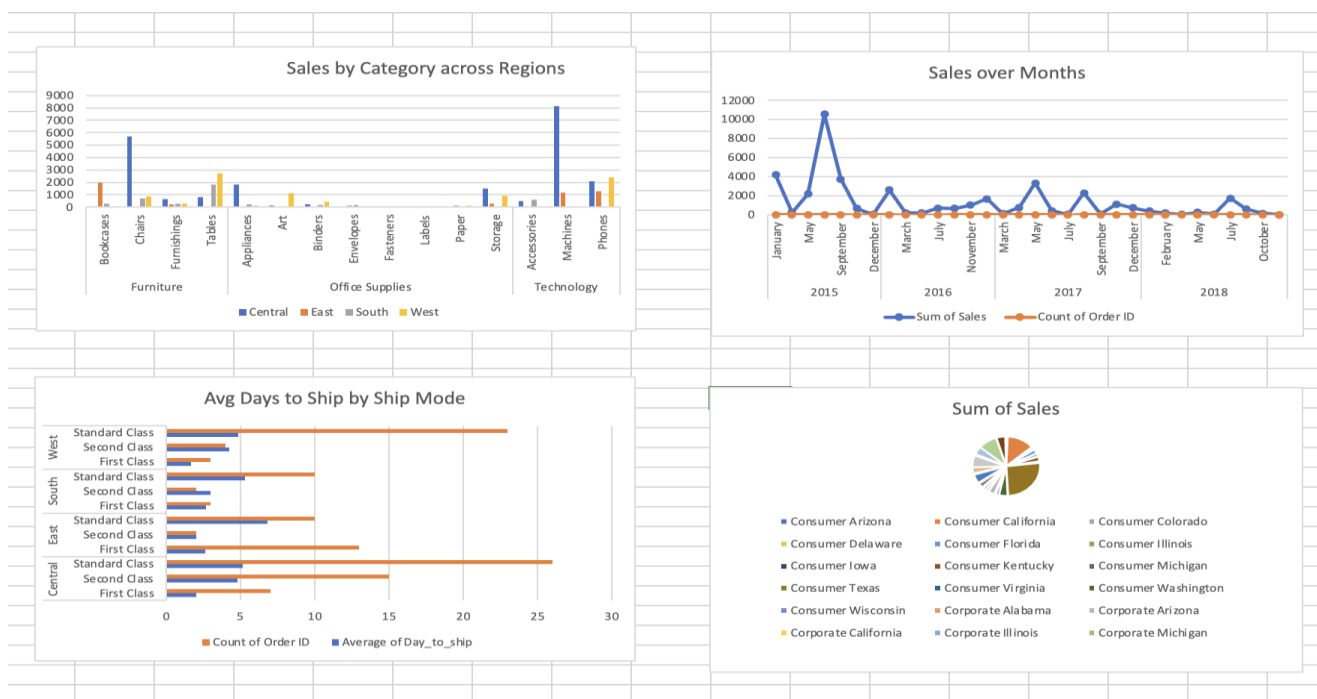 Sales by Category across Regions
9000
8000
7000
6000
5000
4000
3000
2000
1000
0
Bookcases
Chairs
Furnishings
Tables
Appliances
Art
Binders
Envelopes
Fasteners
Labels
Paper
Storage
Accessories
Machines
Phones
Furniture Office Supplies Technology
Central East South West
Sales over Months
12000
10000
8000
6000
4000
2000
0
January
May
September
December
March
July
November
March
May
July
September
December
February
May
July
October
2015 2016 2017 2018
Sum of Sales Count of Order ID
Avg Days to Ship by Ship Mode
West
Standard Class
Second Class
First Class
South
Standard Class
Second Class
First Class
East
Standard Class
Second Class
First Class
Central
Standard Class
Second Class
First Class
0 5 10 15 20 25 30
Count of Order ID Average of Day_to_ship
Sum of Sales
Consumer Arizona Consumer California Consumer Colorado
Consumer Delaware Consumer Florida Consumer Illinois
Consumer Iowa Consumer Kentucky Consumer Michigan
Consumer Texas Consumer Virginia Consumer Washington
Consumer Wisconsin Corporate Alabama Corporate Arizona
Corporate California Corporate Illinois Corporate Michigan